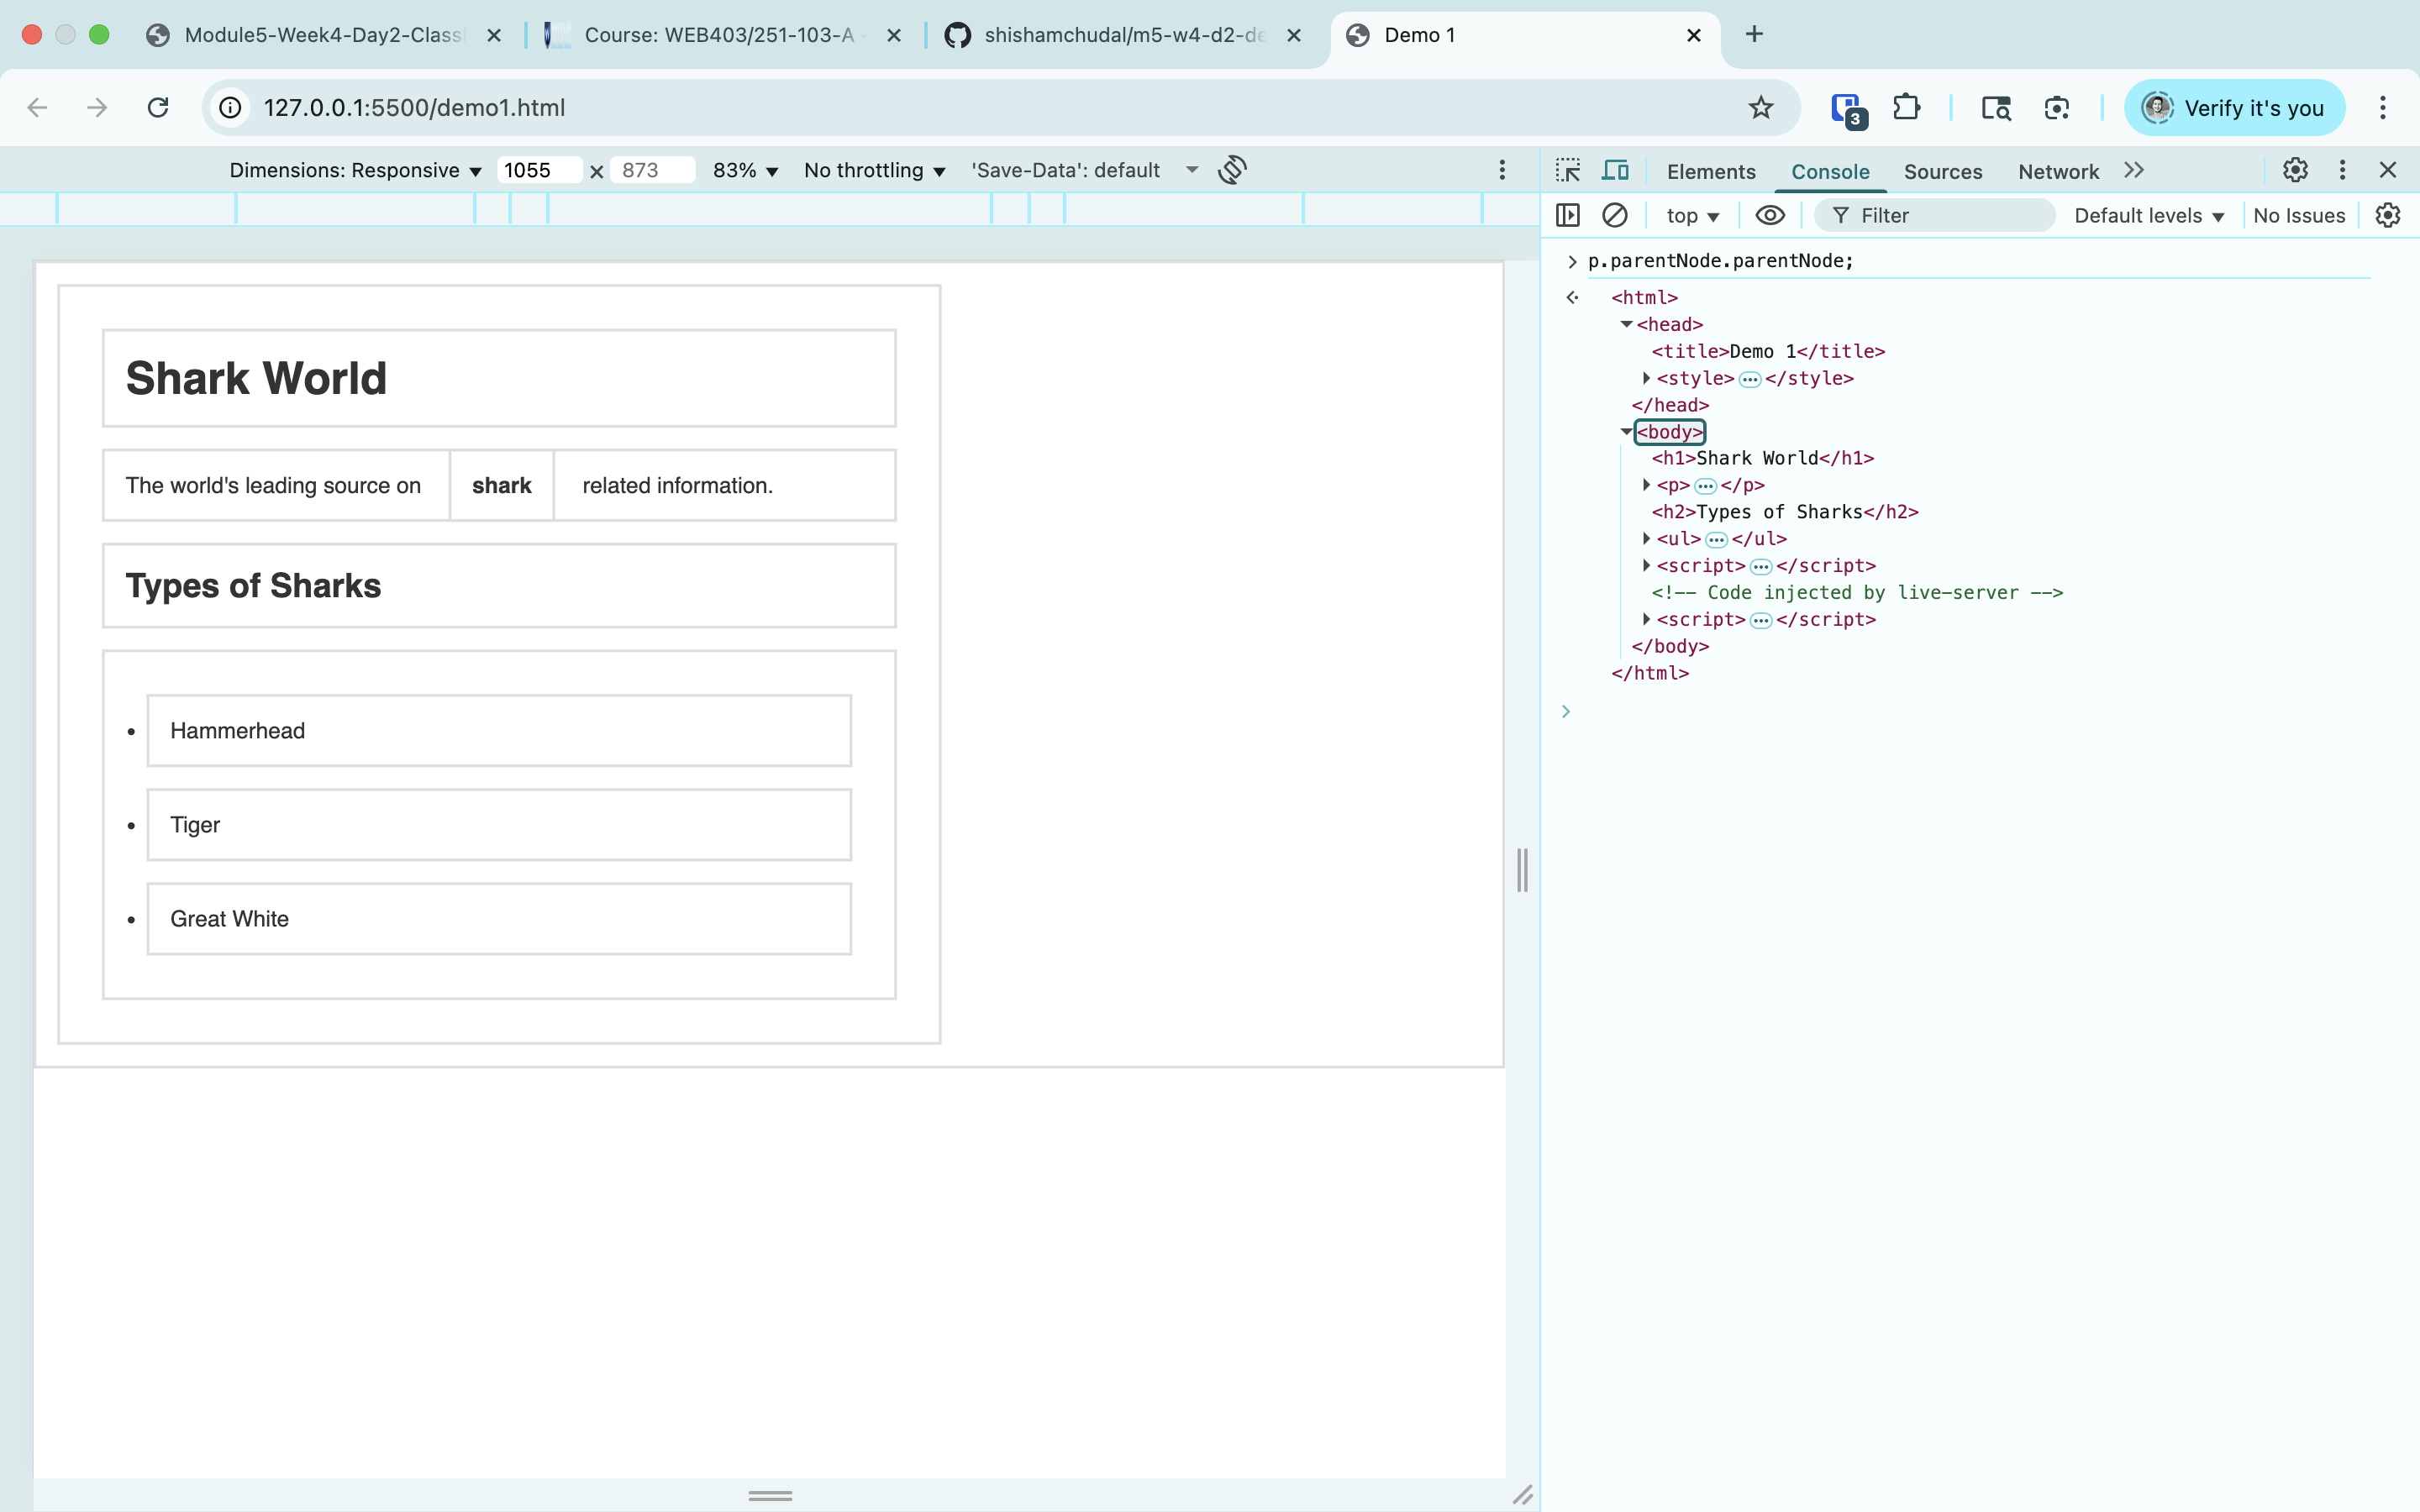 Module5-Week4-Day2-Class
Course: WEB403/251-103-A
shishamchudal/m5-w4-d2-de
Demo 1
127.0.0.1:5500/demo1.html
3
Verify it's you
Dimensions: Responsive
1055 × 873
83%
No throttling
'Save-Data': default
Elements
Console
Sources
Network
top
Filter
Default levels
No Issues
Shark World
The world's leading source on shark related information.
Types of Sharks
• Hammerhead
• Tiger
• Great White
p.parentNode.parentNode;
<html>
<head>
<title>Demo 1</title>
<style>…</style>
</head>
<body>
<h1>Shark World</h1>
<p>…</p>
<h2>Types of Sharks</h2>
<ul>…</ul>
<script>…</script>
<!-- Code injected by live-server -->
<script>…</script>
</body>
</html>